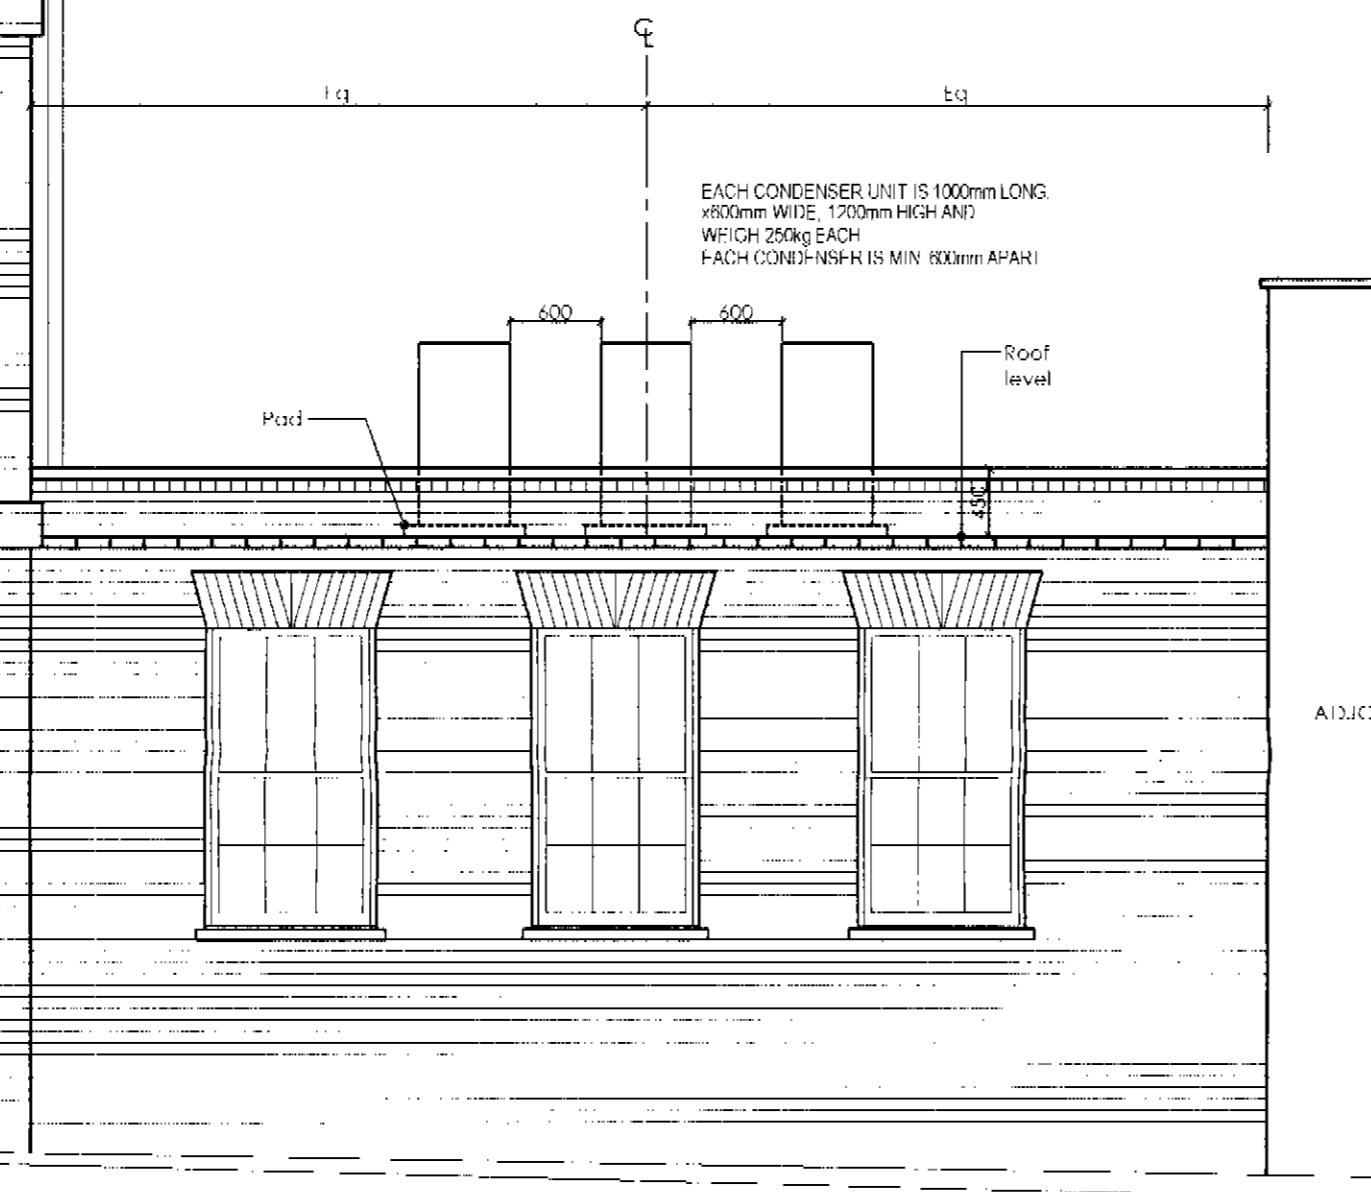 ℄
Eq
Eq
EACH CONDENSER UNIT IS 1000mm LONG.
x600mm WIDE, 1200mm HIGH AND
WEIGH 250kg EACH
EACH CONDENSER IS MIN 600mm APART
600
600
Roof
level
Pad
450